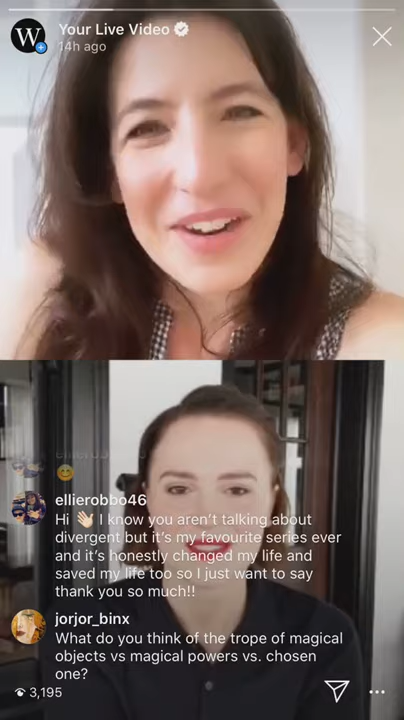 W
Your Live Video
14h ago
ellierobbo46
Hi 👋🏻 I know you aren't talking about
divergent but it's my favourite series ever
and it's honestly changed my life and
saved my life too so I just want to say
thank you so much!!
jorjor_binx
What do you think of the trope of magical
objects vs magical powers vs. chosen
one?
3,195